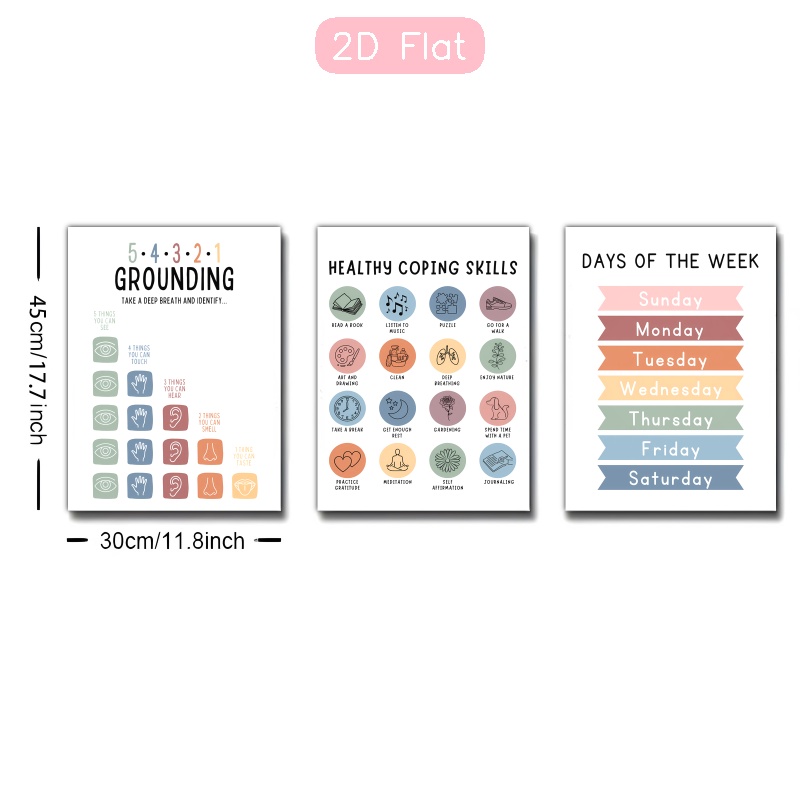 2D Flat
45cm/17.7inch
30cm/11.8inch
5•4•3•2•1
GROUNDING
TAKE A DEEP BREATH AND IDENTIFY...
5 THINGS
YOU CAN
SEE
4 THINGS
YOU CAN
TOUCH
3 THINGS
YOU CAN
HEAR
2 THINGS
YOU CAN
SMELL
1 THING
YOU CAN
TASTE
HEALTHY COPING SKILLS
READ A BOOK
LISTEN TO
MUSIC
PUZZLE
GO FOR A
WALK
ART AND
DRAWING
CLEAN
DEEP
BREATHING
ENJOY NATURE
TAKE A BREAK
GET ENOUGH
REST
GARDENING
SPEND TIME
WITH A PET
PRACTICE
GRATITUDE
MEDITATION
SELF
AFFIRMATION
JOURNALING
DAYS OF THE WEEK
Sunday
Monday
Tuesday
Wednesday
Thursday
Friday
Saturday